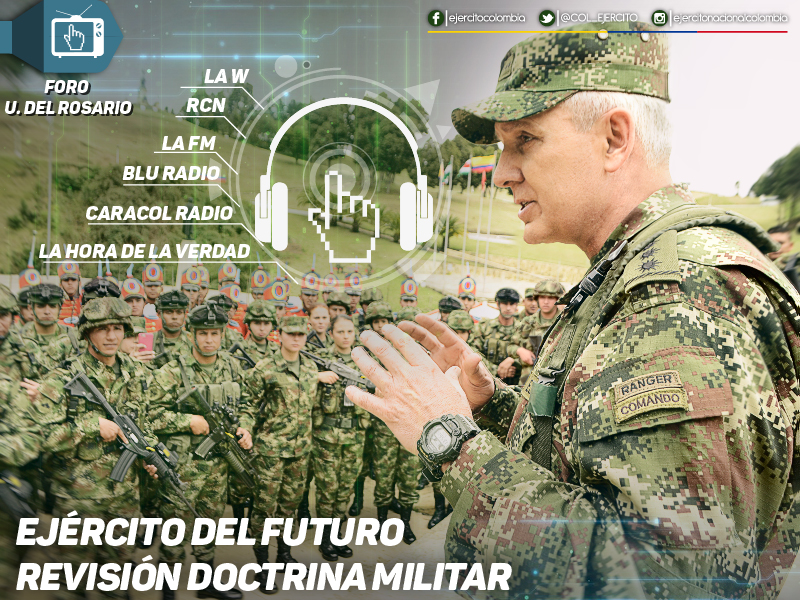 ejercitocolombia
@COL_EJERCITO
ejercitonacionalcolombia
FORO
U. DEL ROSARIO
LA W
RCN
LA FM
BLU RADIO
CARACOL RADIO
LA HORA DE LA VERDAD
RANGER
COMANDO
EJÉRCITO DEL FUTURO
REVISIÓN DOCTRINA MILITAR